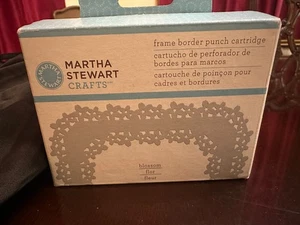 MARTHA
STEWART
CRAFTS™
frame border punch cartridge
cartucho de perforador de
bordes para marcos
cartouche de poinçon pour
cadres et bordures
blossom
flor
fleur